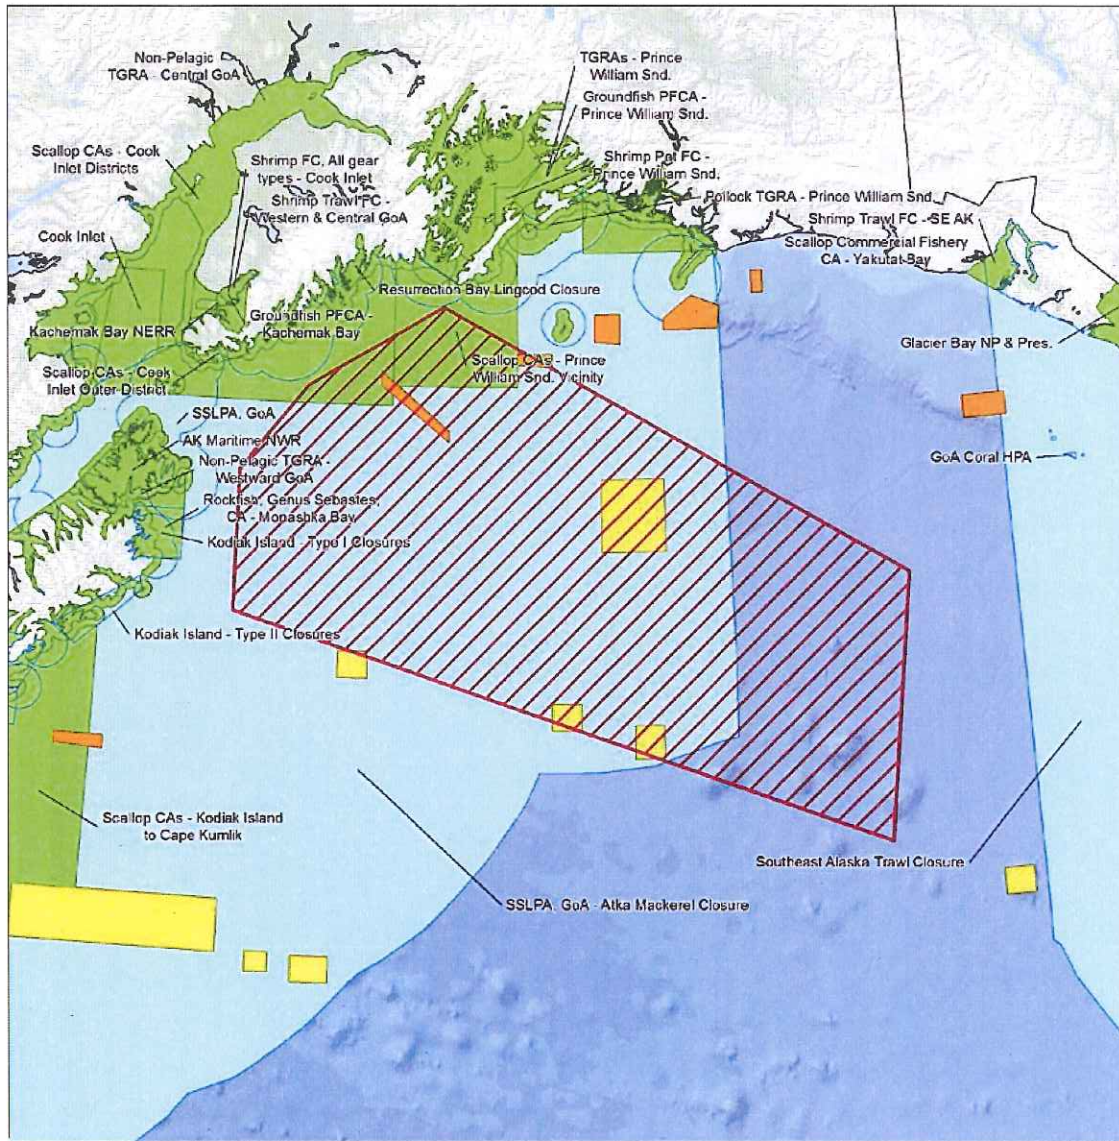 Non-Pelagic
TGRA - Central GoA
TGRAs - Prince
William Snd.
Groundfish PFCA -
Prince William Snd.
Scallop CAs - Cook
Inlet Districts
Shrimp FC, All gear
types - Cook Inlet
Shrimp Pot FC -
Prince William Snd.
Shrimp Trawl FC -
Western & Central GoA
Pollock TGRA - Prince William Snd.
Shrimp Trawl FC - SE AK
Cook Inlet
Scallop Commercial Fishery
CA - Yakutat Bay
Resurrection Bay Lingcod Closure
Kachemak Bay NERR
Groundfish PFCA -
Kachemak Bay
Glacier Bay NP & Pres.
Scallop CAs - Cook
Inlet Outer District
Scallop CAs - Prince
William Snd. Vicinity
SSLPA, GoA
AK Maritime NWR
Non-Pelagic TGRA -
Westward GoA
GoA Coral HPA
Rockfish, Genus Sebastes,
CA - Monashka Bay
Kodiak Island - Type I Closures
Kodiak Island - Type II Closures
Scallop CAs - Kodiak Island
to Cape Kumlik
Southeast Alaska Trawl Closure
SSLPA, GoA - Atka Mackerel Closure